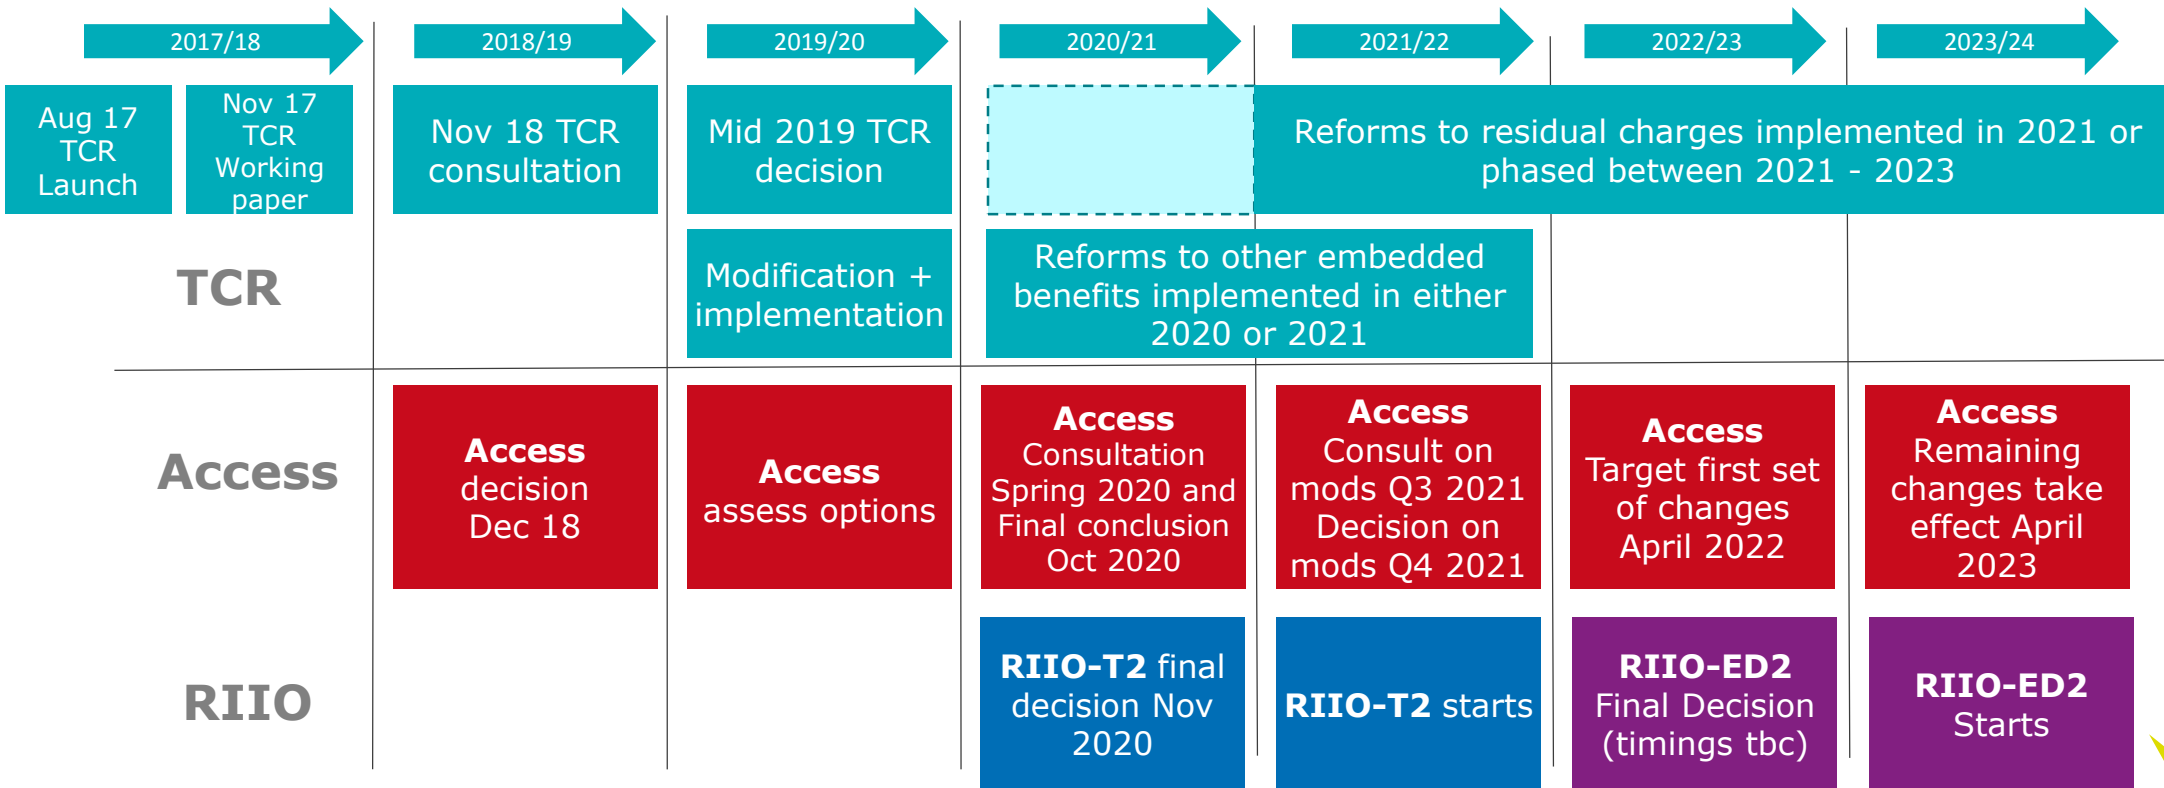 2017/18
2018/19
2019/20
2020/21
2021/22
2022/23
2023/24
Aug 17
TCR
Launch
Nov 17
TCR
Working
paper
Nov 18 TCR
consultation
Mid 2019 TCR
decision
Reforms to residual charges implemented in 2021 or
phased between 2021 - 2023
TCR
Modification +
implementation
Reforms to other embedded
benefits implemented in either
2020 or 2021
Access
Access
decision
Dec 18
Access
assess options
Access
Consultation
Spring 2020 and
Final conclusion
Oct 2020
Access
Consult on
mods Q3 2021
Decision on
mods Q4 2021
Access
Target first set
of changes
April 2022
Access
Remaining
changes take
effect April
2023
RIIO
RIIO-T2 final
decision Nov
2020
RIIO-T2 starts
RIIO-ED2
Final Decision
(timings tbc)
RIIO-ED2
Starts